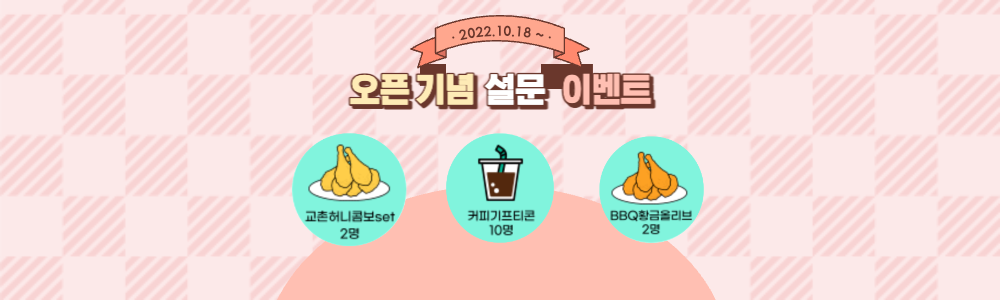 · 2022.10.18 ~ ·
오픈 기념 설문 이벤트
교촌허니콤보set
2명
커피기프티콘
10명
BBQ황금올리브
2명